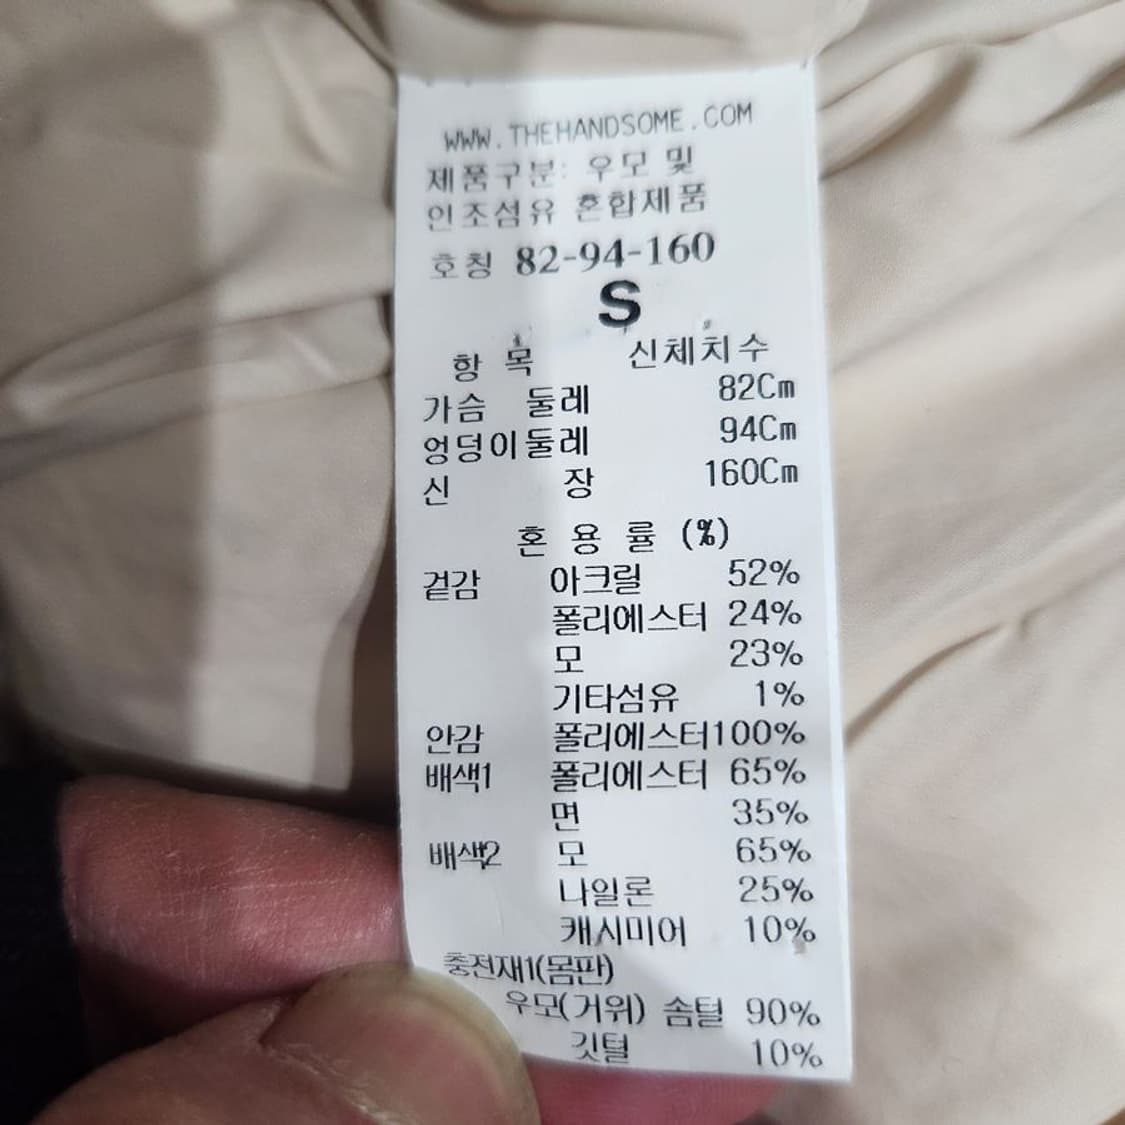 WWW.THEHANDSOME.COM
제품구분: 우모 및
인조섬유 혼합제품
호칭 82-94-160
S
항 목 신체치수
가슴 둘레 82Cm
엉덩이둘레 94Cm
신 장 160Cm
혼 용 률 (%)
겉감 아크릴 52%
폴리에스터 24%
모 23%
기타섬유 1%
안감 폴리에스터100%
배색1 폴리에스터 65%
면 35%
배색2 모 65%
나일론 25%
캐시미어 10%
충전재1(몸판)
우모(거위) 솜털 90%
깃털 10%